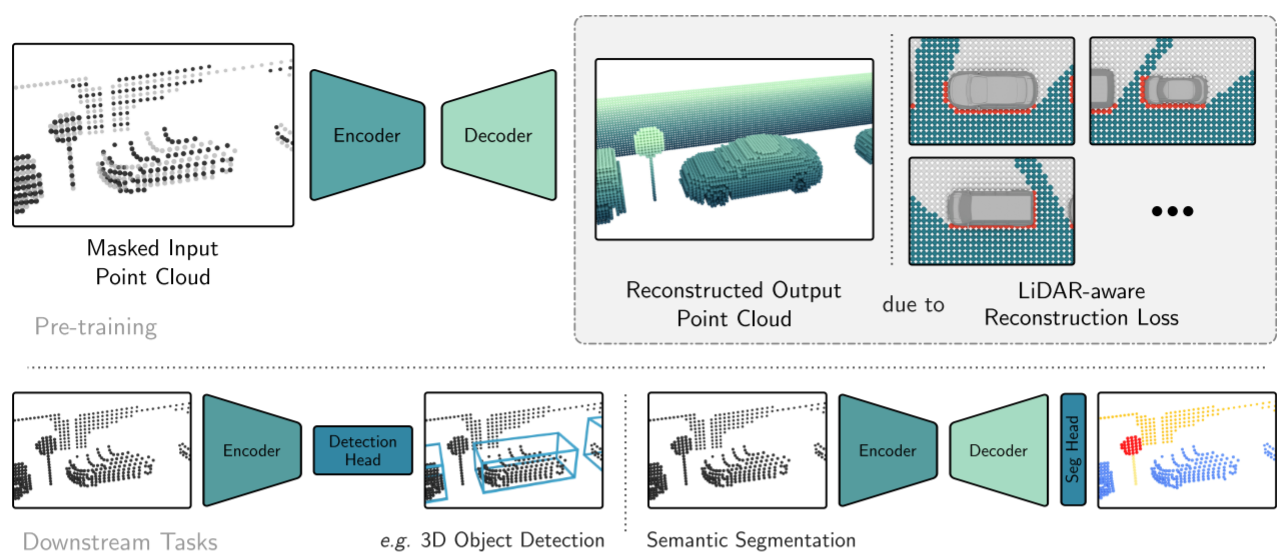 Encoder
Decoder
Masked Input
Point Cloud
Reconstructed Output
Point Cloud
due to
LiDAR-aware
Reconstruction Loss
Pre-training
Encoder
Detection
Head
Encoder
Decoder
Seg Head
Downstream Tasks
e.g. 3D Object Detection
Semantic Segmentation